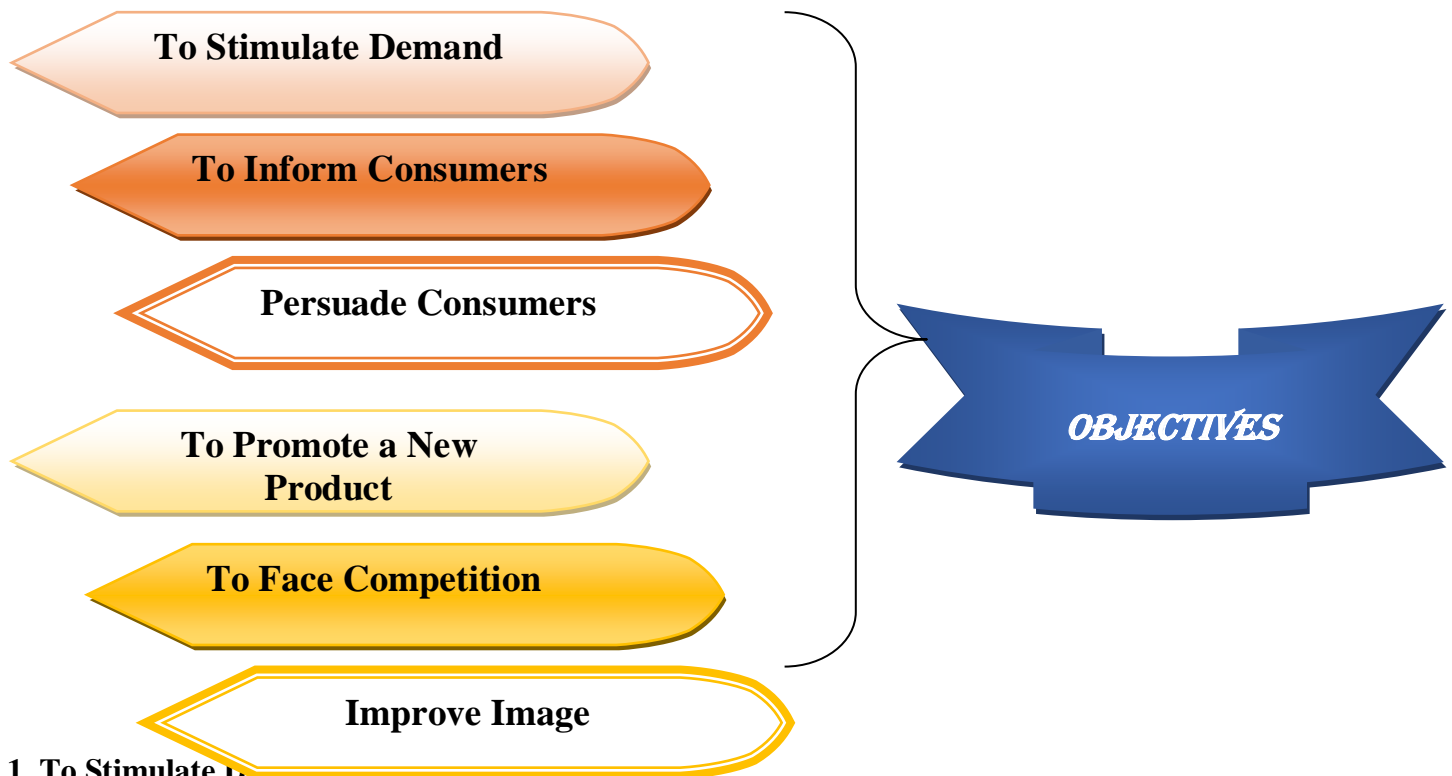 To Stimulate Demand
To Inform Consumers
Persuade Consumers
To Promote a New
Product
To Face Competition
Improve Image
OBJECTIVES
1. To Stimulate